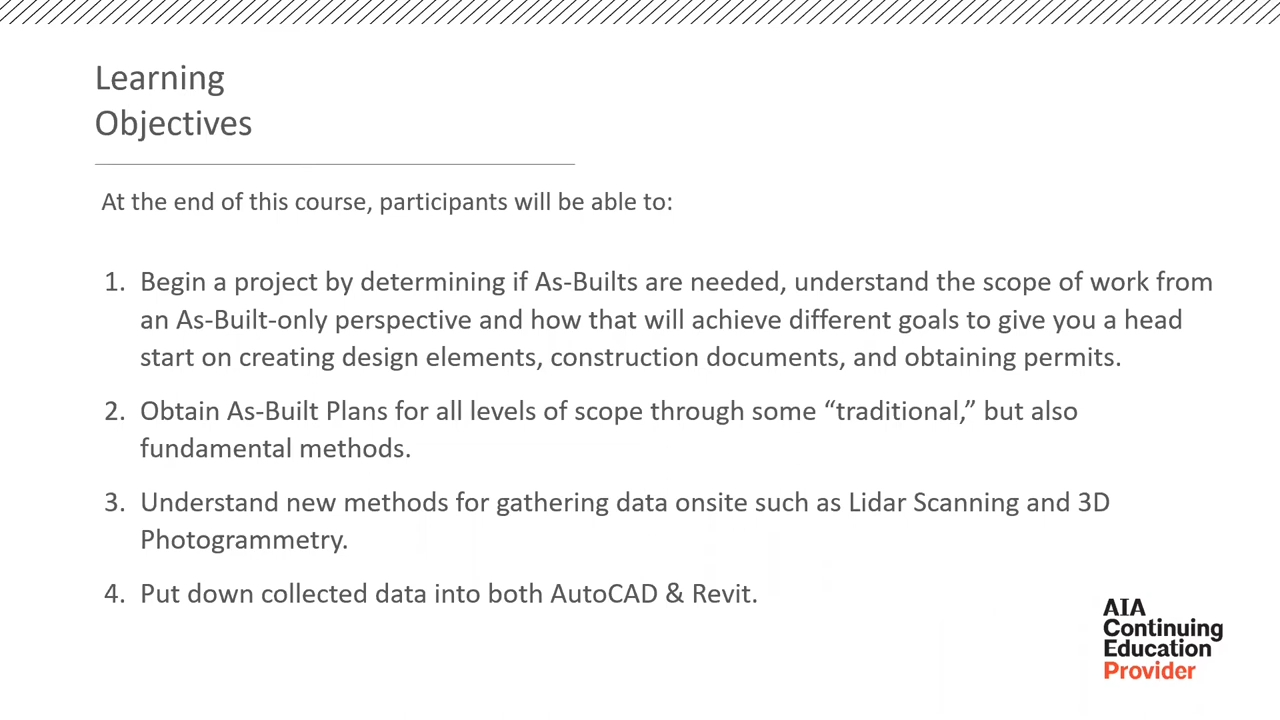 Learning
Objectives
At the end of this course, participants will be able to:
1. Begin a project by determining if As-Builts are needed, understand the scope of work from
an As-Built-only perspective and how that will achieve different goals to give you a head
start on creating design elements, construction documents, and obtaining permits.
2. Obtain As-Built Plans for all levels of scope through some “traditional,” but also
fundamental methods.
3. Understand new methods for gathering data onsite such as Lidar Scanning and 3D
Photogrammetry.
4. Put down collected data into both AutoCAD & Revit.
AIA
Continuing
Education
Provider